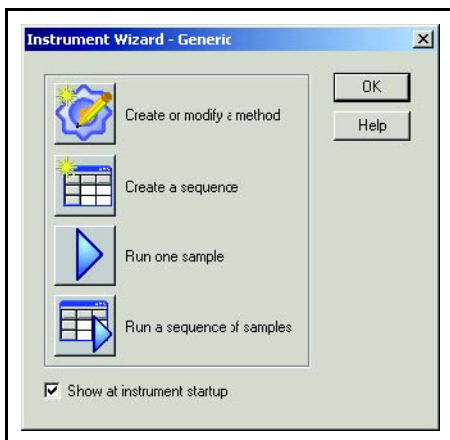 Instrument Wizard - Generic
OK
Help
Create or modify a method
Create a sequence
Run one sample
Run a sequence of samples
Show at instrument startup